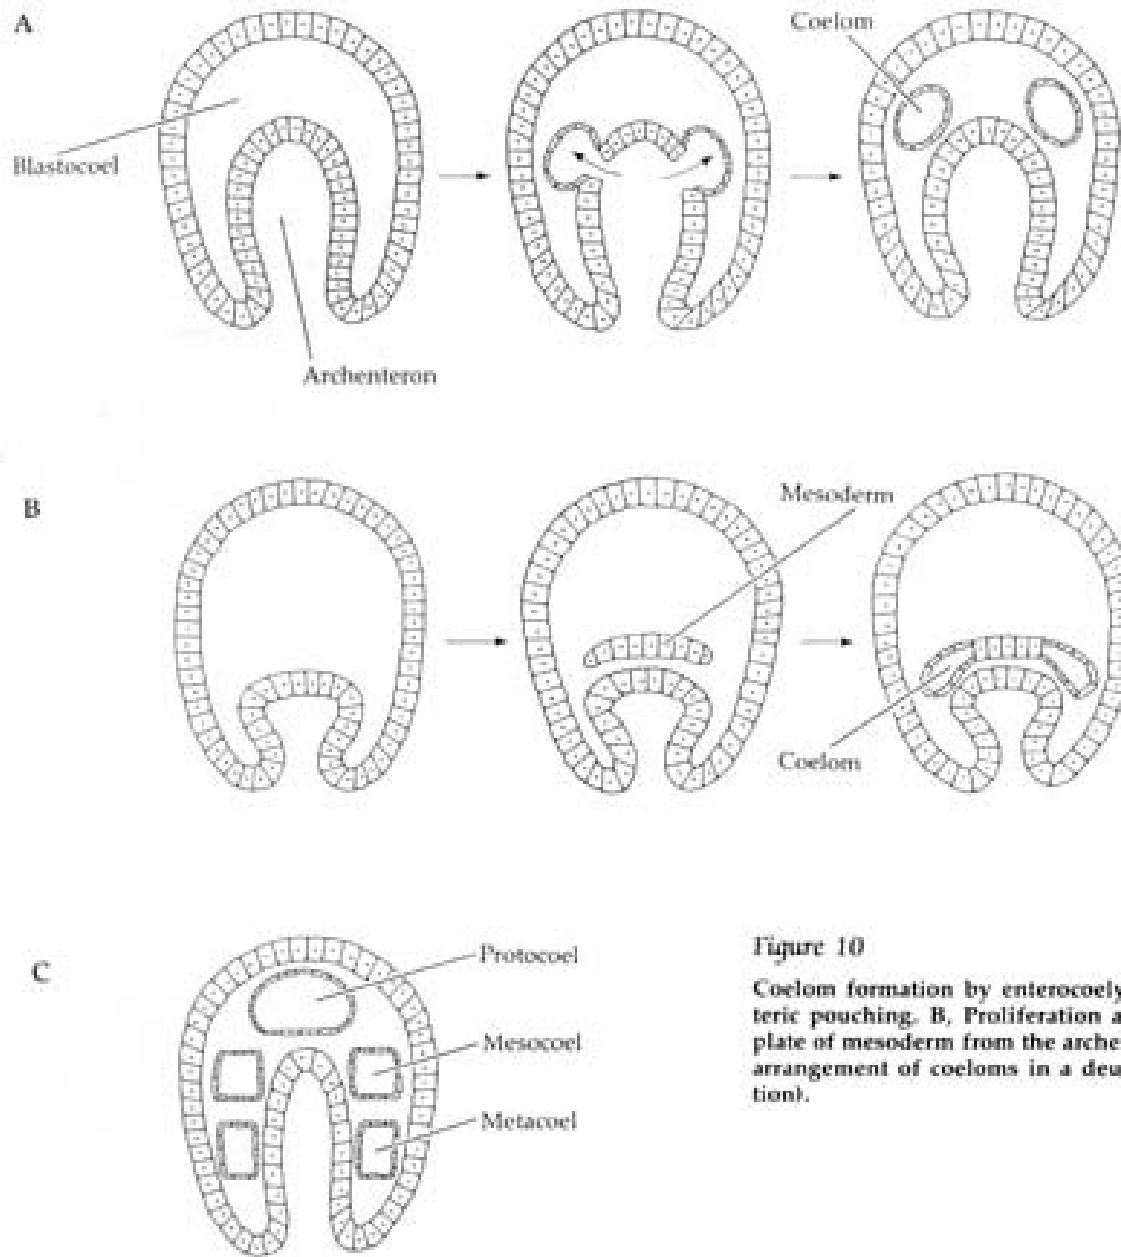 A
Coelom
Blastocoel
Archenteron
B
Mesoderm
Coelom
C
Protocoel
Mesocoel
Metacoel
Figure 10
Coelom formation by enterocoely
teric pouching. B, Proliferation a
plate of mesoderm from the arche
arrangement of coeloms in a deu
tion).